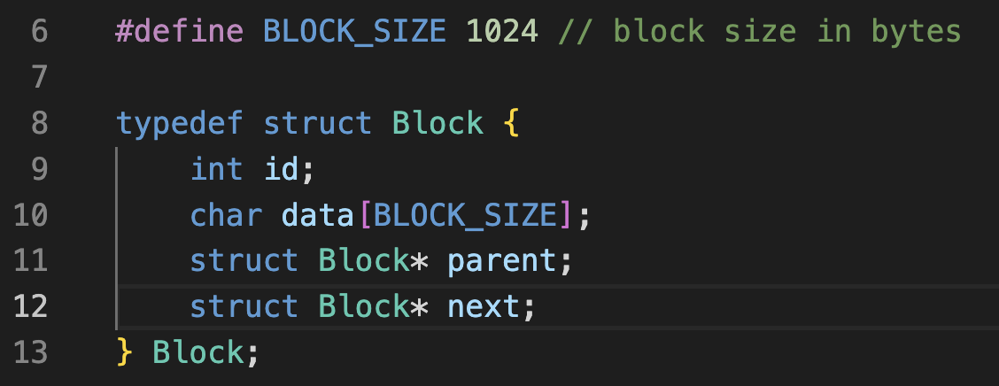 6 #define BLOCK_SIZE 1024 // block size in bytes
7
8 typedef struct Block {
9 int id;
10 char data[BLOCK_SIZE];
11 struct Block* parent;
12 struct Block* next;
13 } Block;